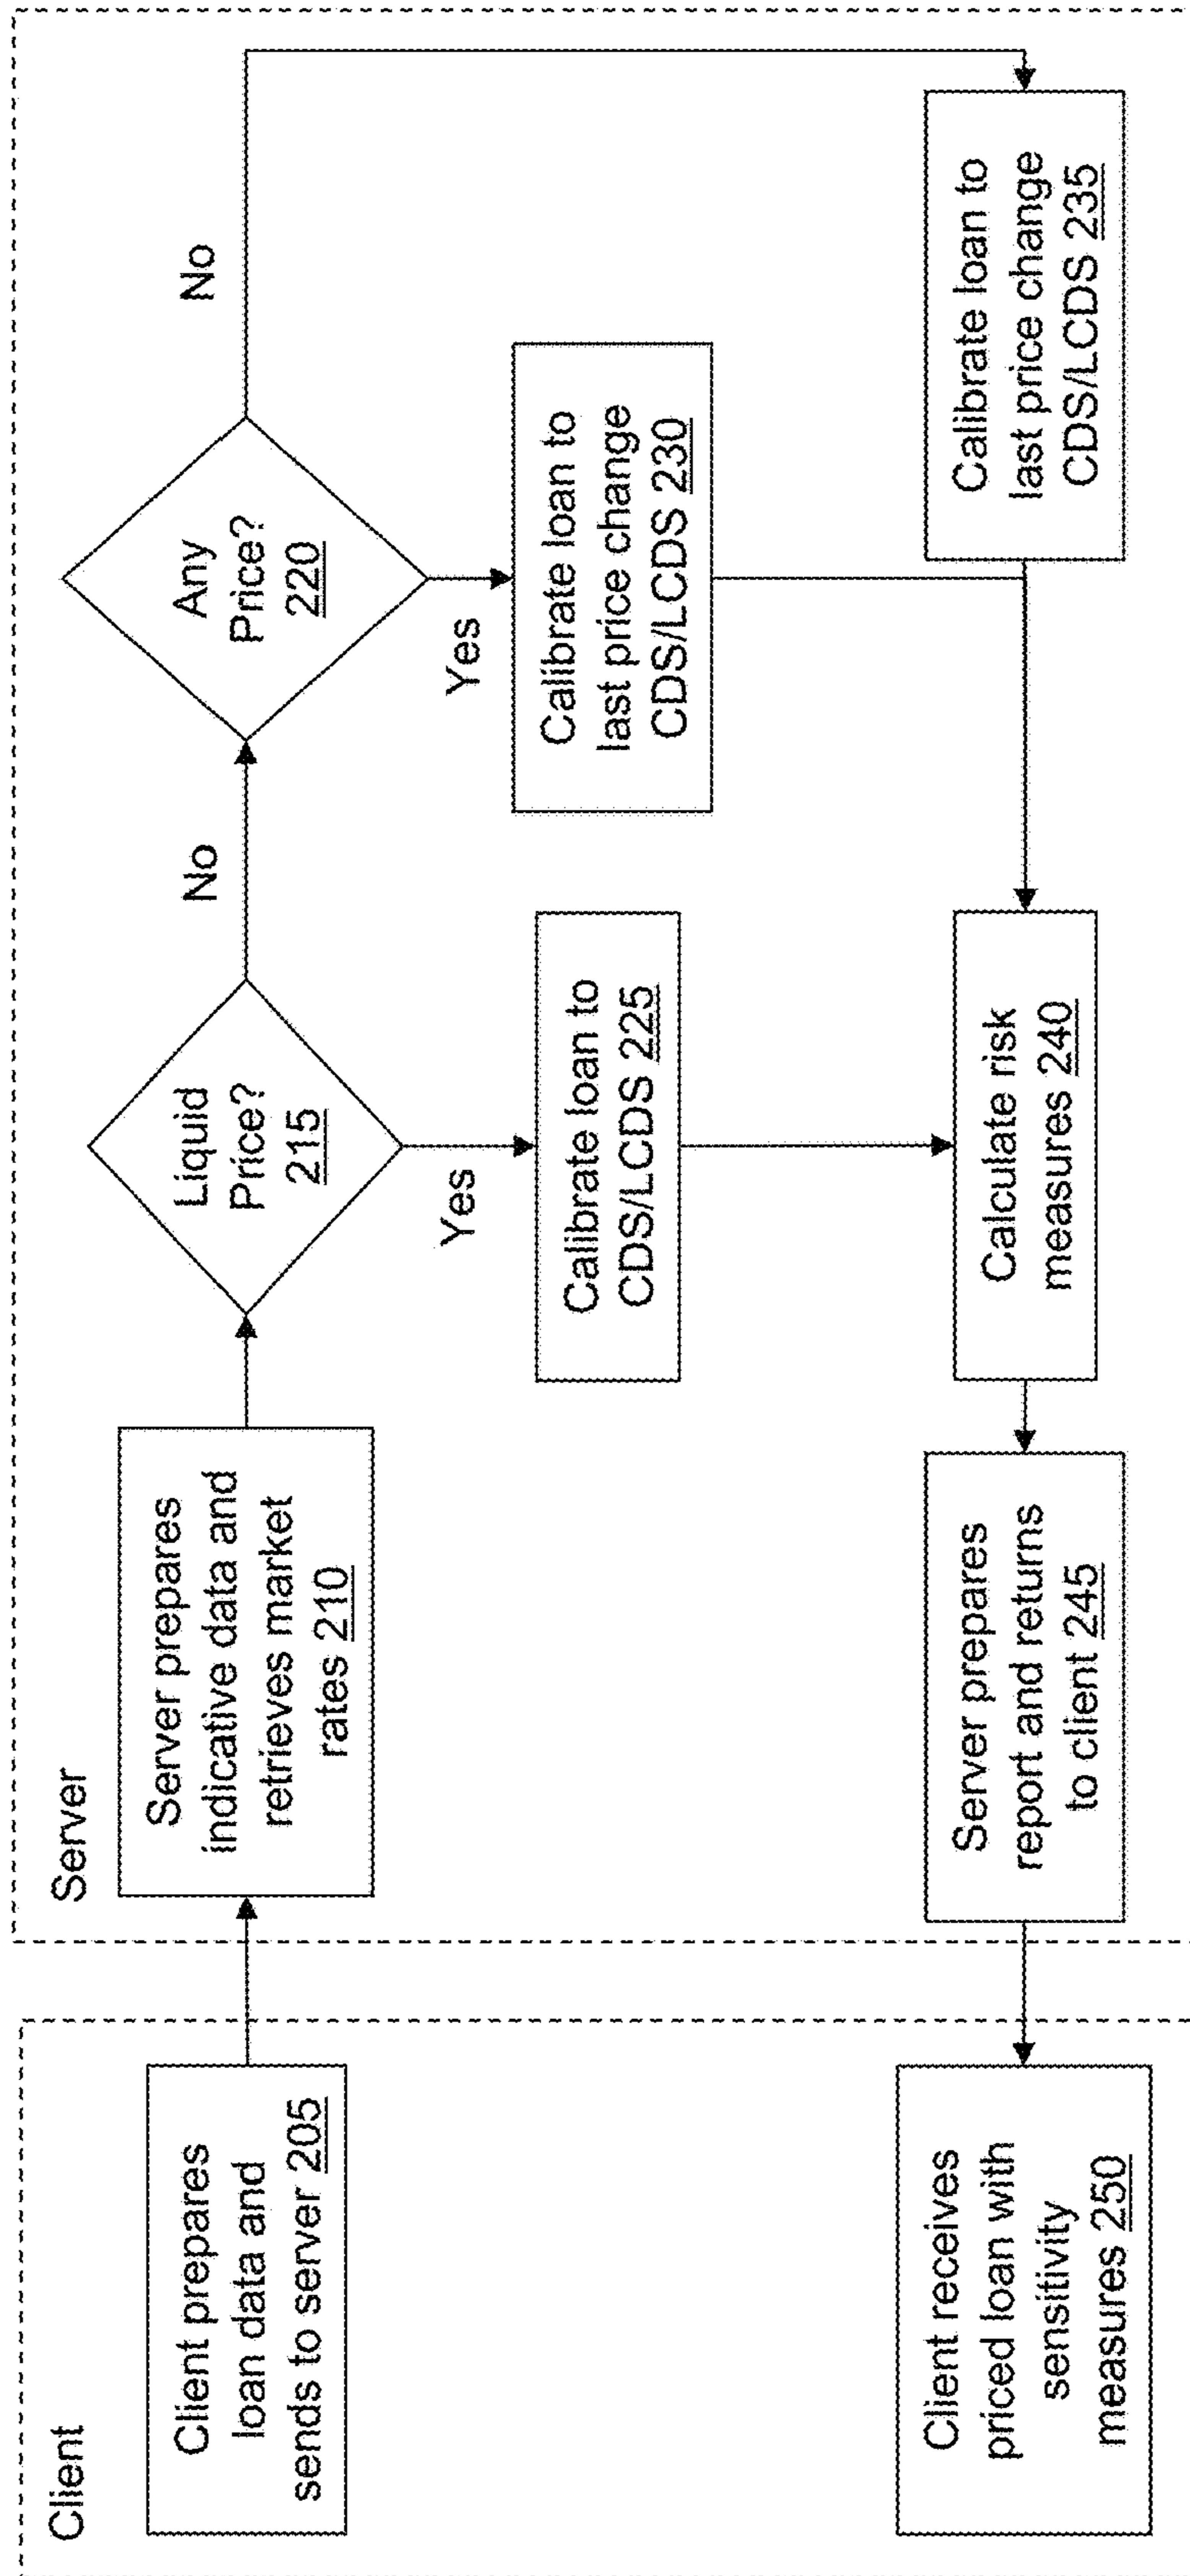 Client
Client prepares
loan data and
sends to server 205
Server
Server prepares
indicative data and
retrieves market
rates 210
Liquid
Price?
215
No
Any
Price?
220
No
Yes
Calibrate loan to
CDS/LCDS 225
Yes
Calibrate loan to
last price change
CDS/LCDS 230
Calibrate loan to
last price change
CDS/LCDS 235
Calculate risk
measures 240
Server prepares
report and returns
to client 245
Client receives
priced loan with
sensitivity
measures 250